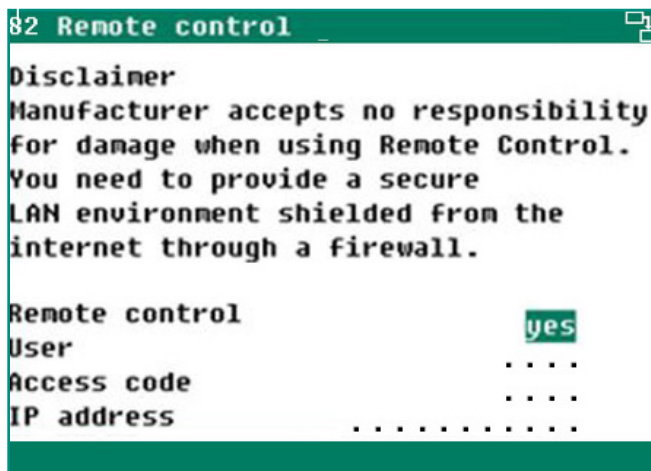 82 Remote control _
Disclaimer
Manufacturer accepts no responsibility
for damage when using Remote Control.
You need to provide a secure
LAN environment shielded from the
internet through a firewall.
Remote control yes
User ....
Access code ....
IP address ...........